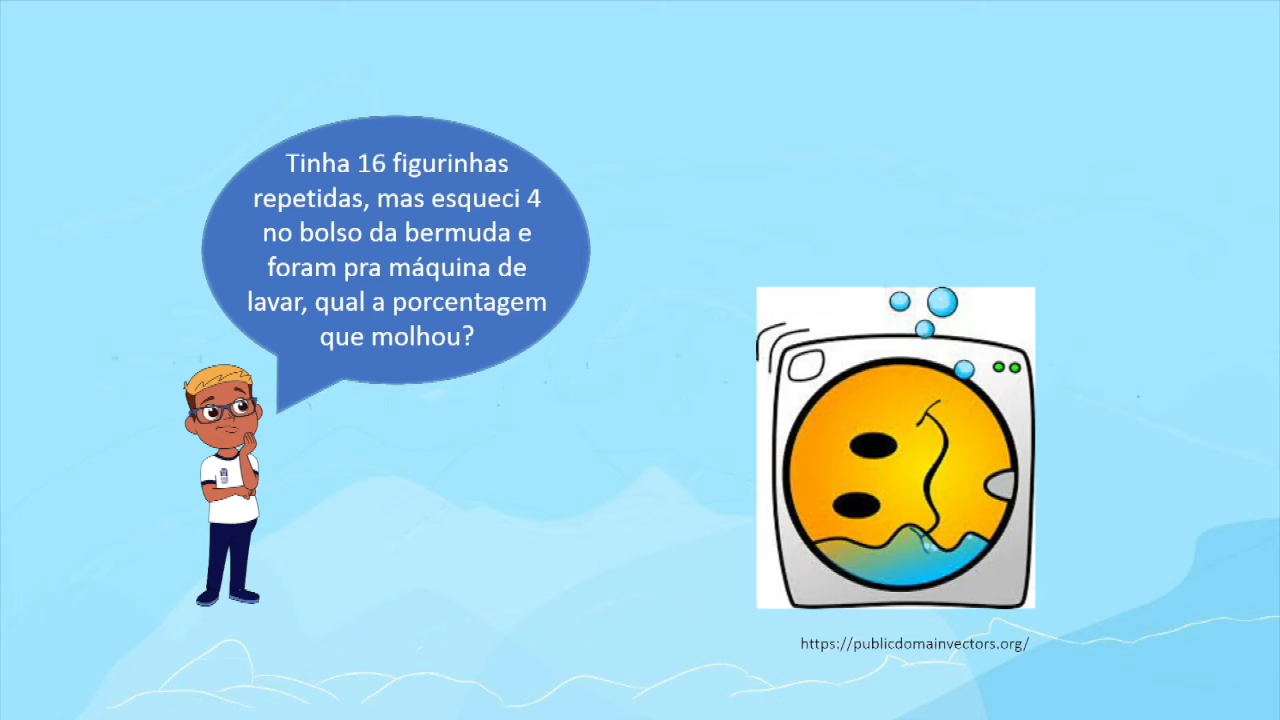 Tinha 16 figurinhas
repetidas, mas esqueci 4
no bolso da bermuda e
foram pra máquina de
lavar, qual a porcentagem
que molhou?
https://publicdomainvectors.org/